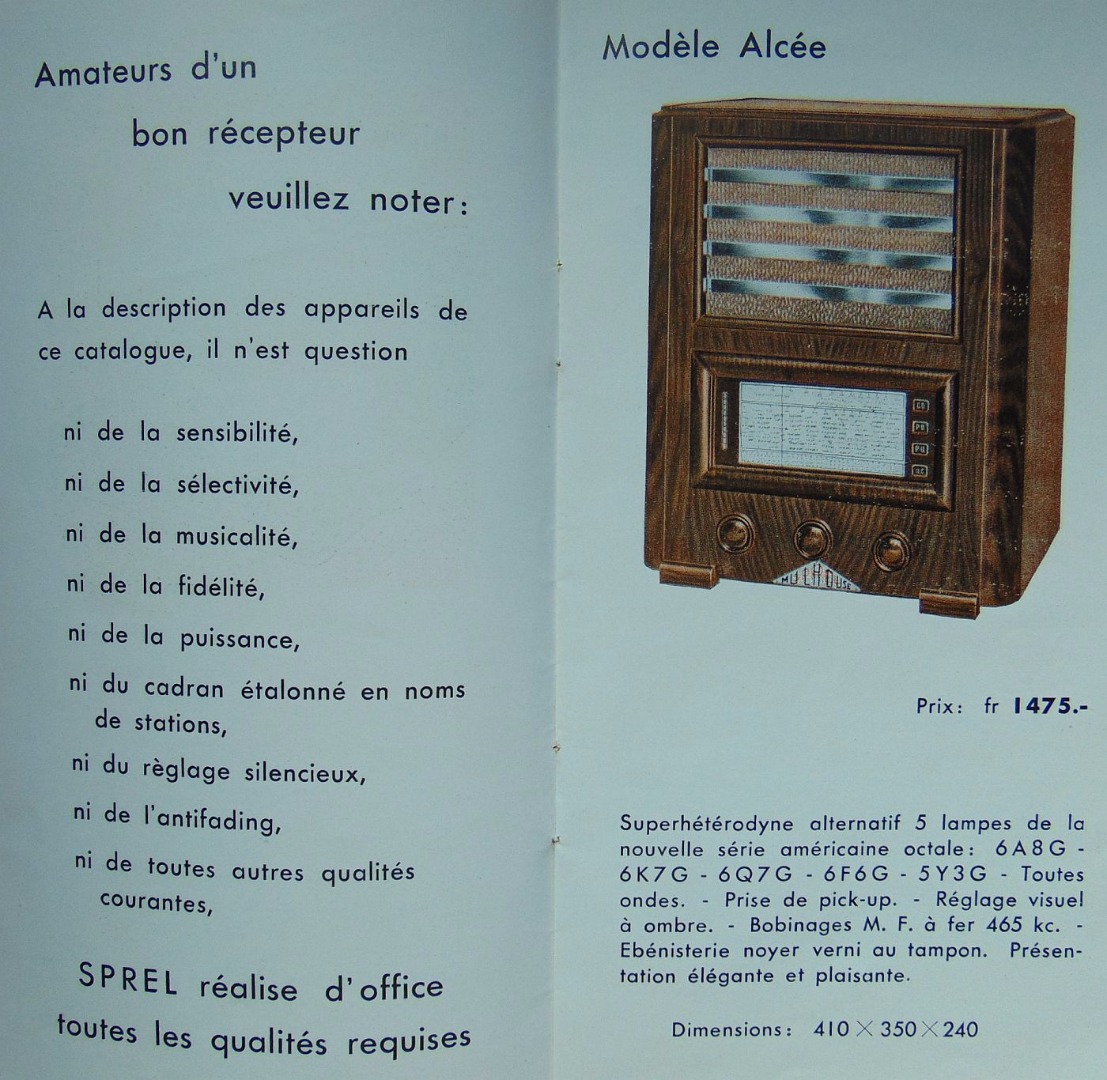 Amateurs d'un
bon récepteur
veuillez noter:
A la description des appareils de
ce catalogue, il n'est question
ni de la sensibilité,
ni de la sélectivité,
ni de la musicalité,
ni de la fidélité,
ni de la puissance,
ni du cadran étalonné en noms
de stations,
ni du règlage silencieux,
ni de l'antifading,
ni de toutes autres qualités
courantes,
SPREL réalise d'office
toutes les qualités requises
Modèle Alcée
GO
PO
PU
MULHOUSE
Prix: fr 1475.-
Superhétérodyne alternatif 5 lampes de la
nouvelle série américaine octale: 6A8G -
6K7G - 6Q7G - 6F6G - 5Y3G - Toutes
ondes. - Prise de pick-up. - Réglage visuel
à ombre. - Bobinages M. F. à fer 465 kc. -
Ebénisterie noyer verni au tampon. Présen-
tation élégante et plaisante.
Dimensions: 410×350×240